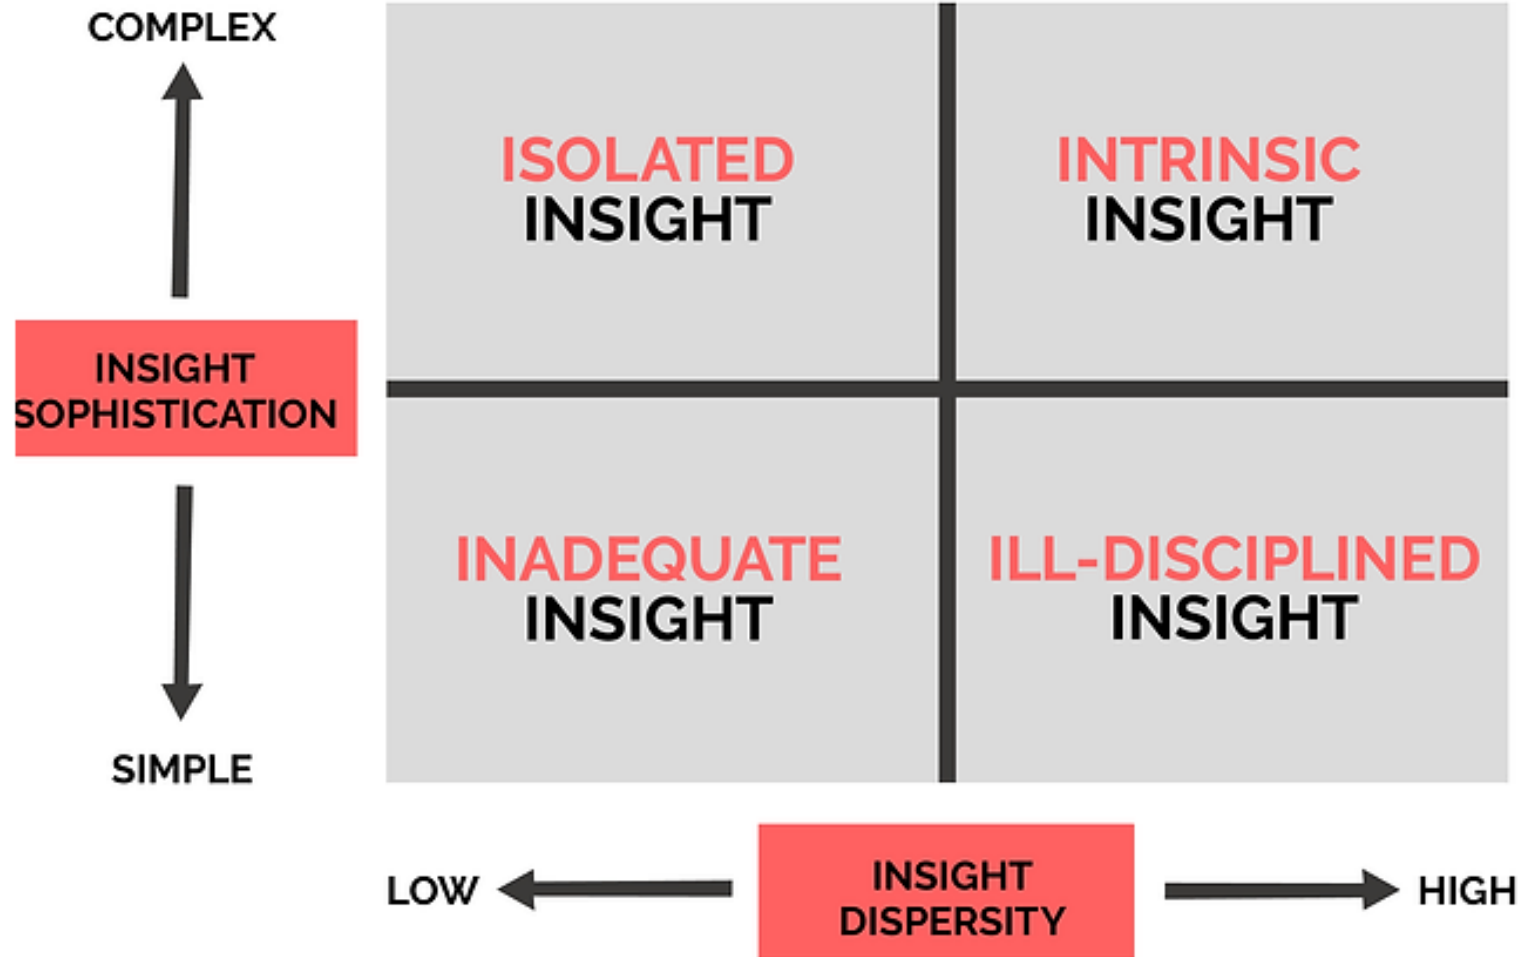 COMPLEX
ISOLATED
INSIGHT
INTRINSIC
INSIGHT
INSIGHT
SOPHISTICATION
INADEQUATE
INSIGHT
ILL-DISCIPLINED
INSIGHT
SIMPLE
LOW
INSIGHT
DISPERSITY
HIGH